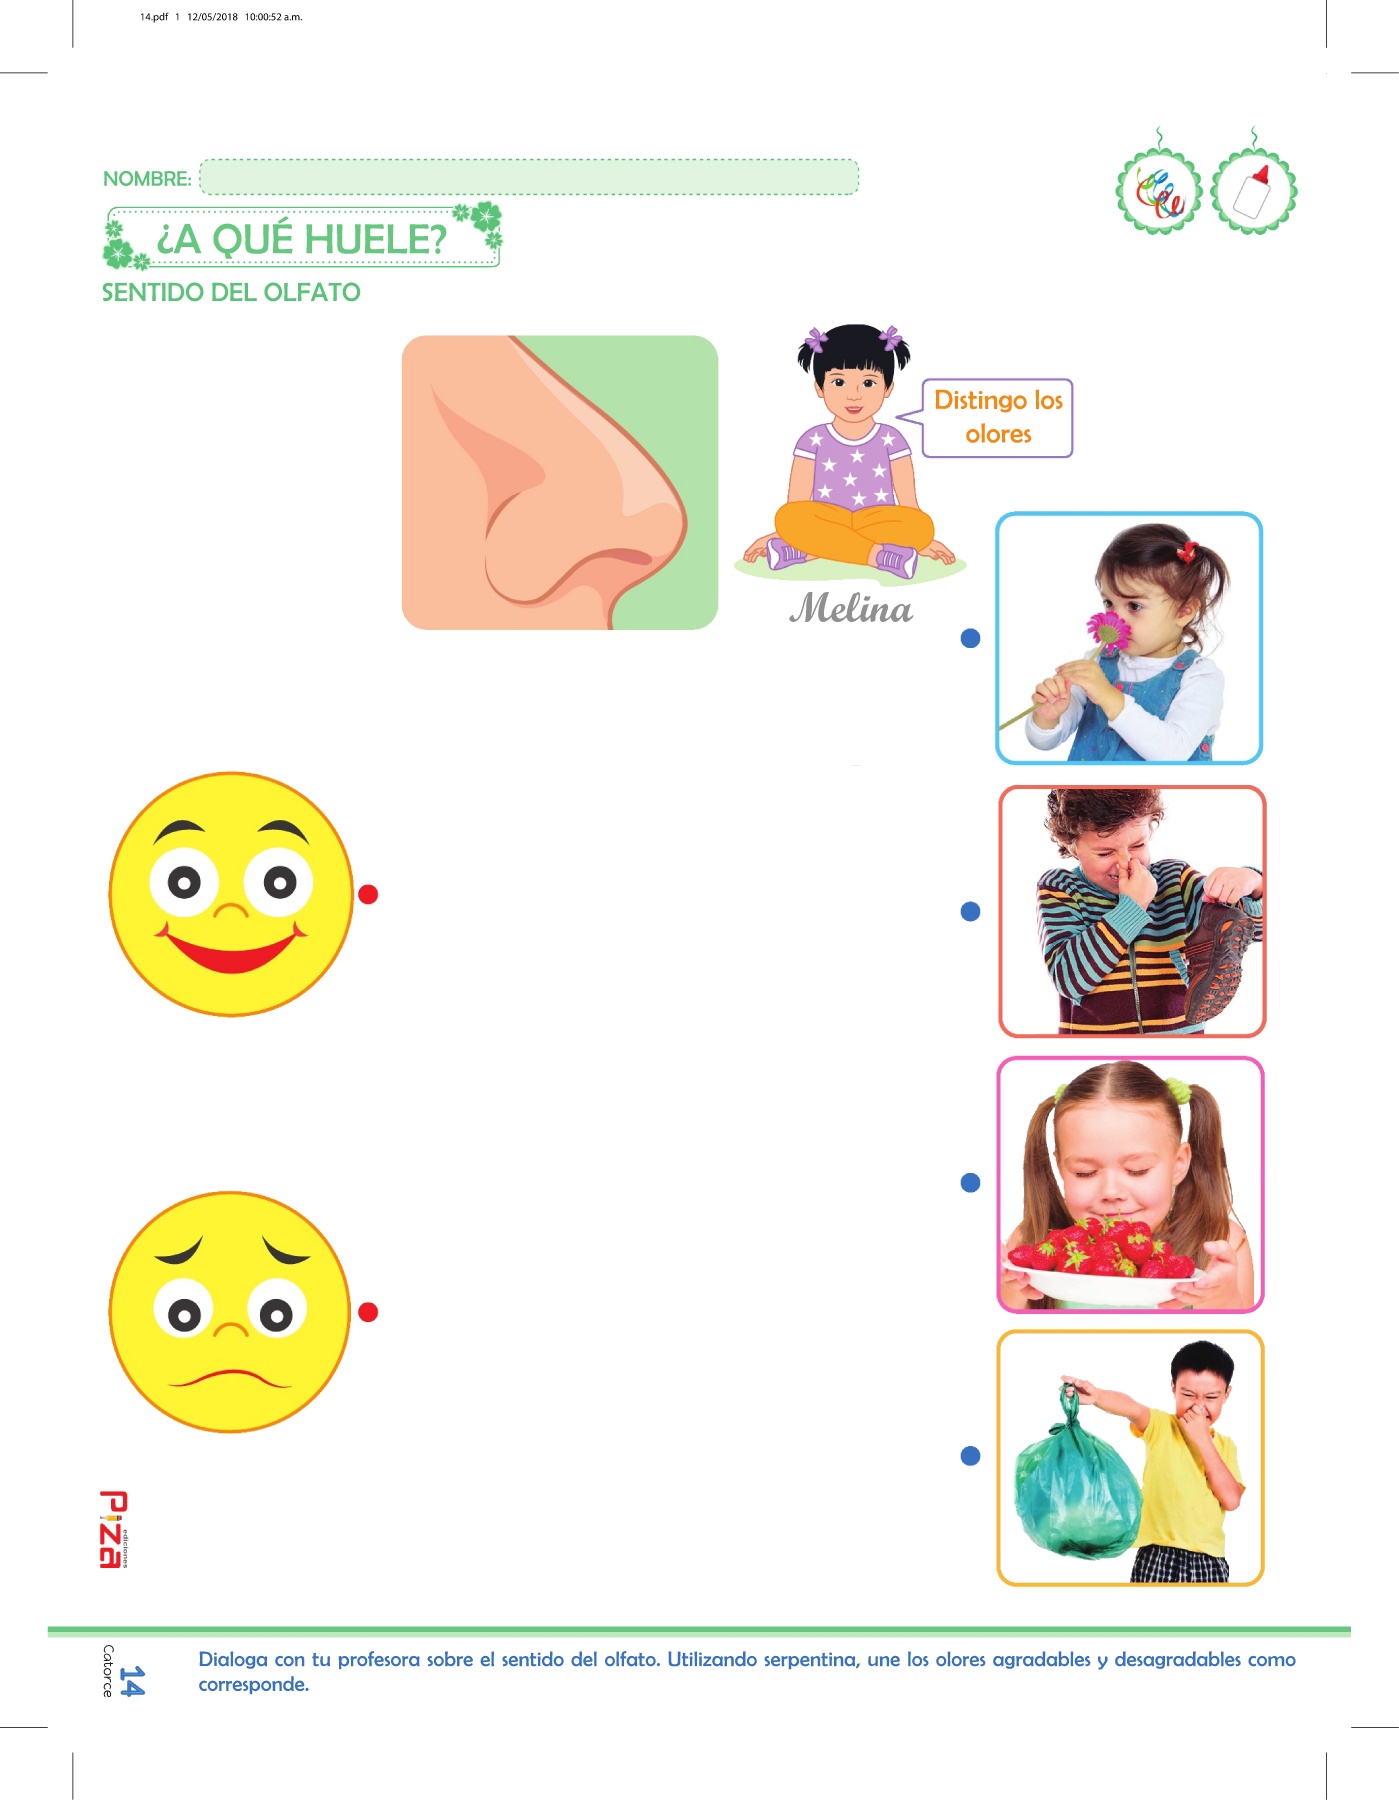 14.pdf 1 12/05/2018 10:00:52 a.m.
NOMBRE:
¿A QUÉ HUELE?
SENTIDO DEL OLFATO
Distingo los
olores
Melina
Piza
ediciones
14
Catorce
Dialoga con tu profesora sobre el sentido del olfato. Utilizando serpentina, une los olores agradables y desagradables como
corresponde.